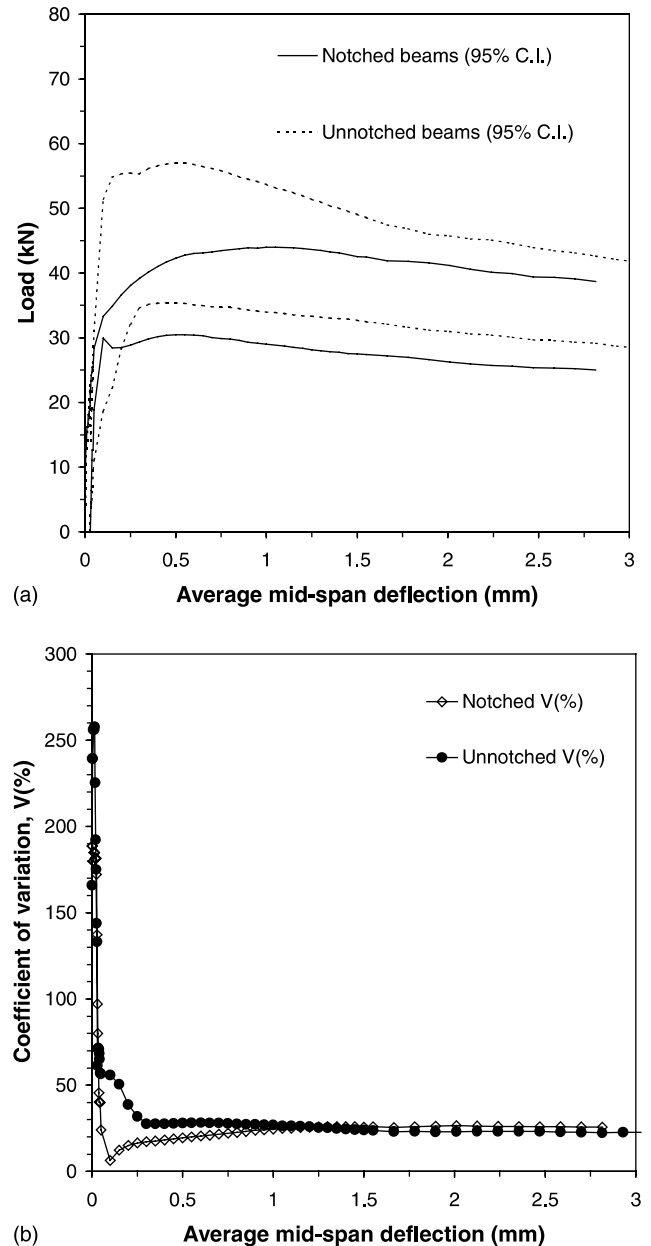 80
70
60
50
40
30
20
10
0
Load (kN)
Notched beams (95% C.I.)
Unnotched beams (95% C.I.)
0 0.5 1 1.5 2 2.5 3
(a) Average mid-span deflection (mm)
300
250
200
150
100
50
0
Coefficient of variation, V(%)
Notched V(%)
Unnotched V(%)
0 0.5 1 1.5 2 2.5 3
(b) Average mid-span deflection (mm)